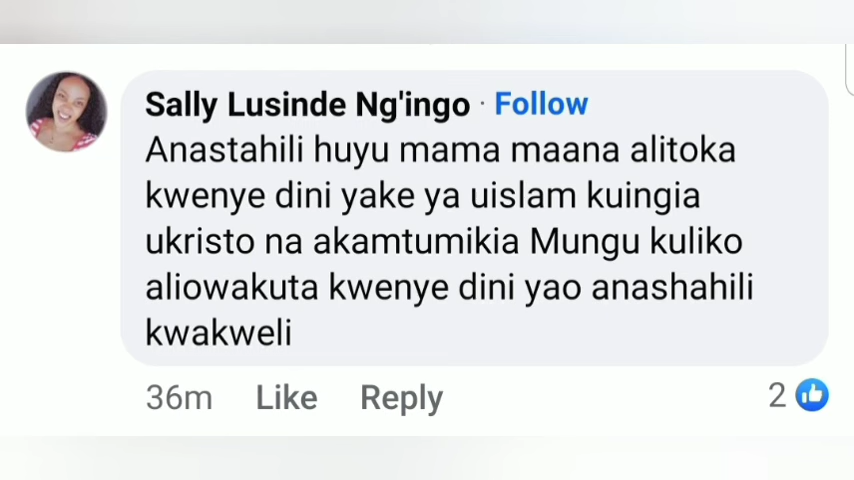 Sally Lusinde Ng'ingo · Follow
Anastahili huyu mama maana alitoka
kwenye dini yake ya uislam kuingia
ukristo na akamtumikia Mungu kuliko
aliowakuta kwenye dini yao anashahili
kwakweli
36m Like Reply 2